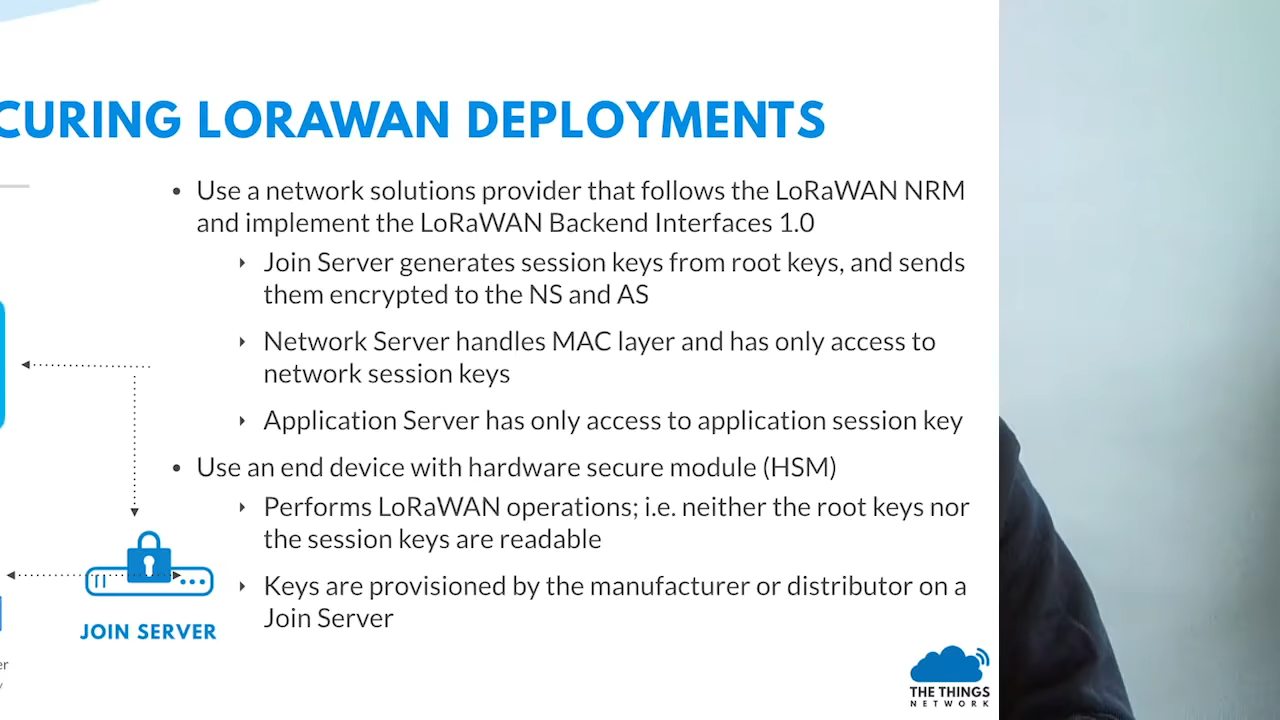 CURING LORAWAN DEPLOYMENTS
• Use a network solutions provider that follows the LoRaWAN NRM
and implement the LoRaWAN Backend Interfaces 1.0
Join Server generates session keys from root keys, and sends
them encrypted to the NS and AS
Network Server handles MAC layer and has only access to
network session keys
Application Server has only access to application session key
• Use an end device with hardware secure module (HSM)
Performs LoRaWAN operations; i.e. neither the root keys nor
the session keys are readable
Keys are provisioned by the manufacturer or distributor on a
Join Server
JOIN SERVER
THE THINGS
NETWORK